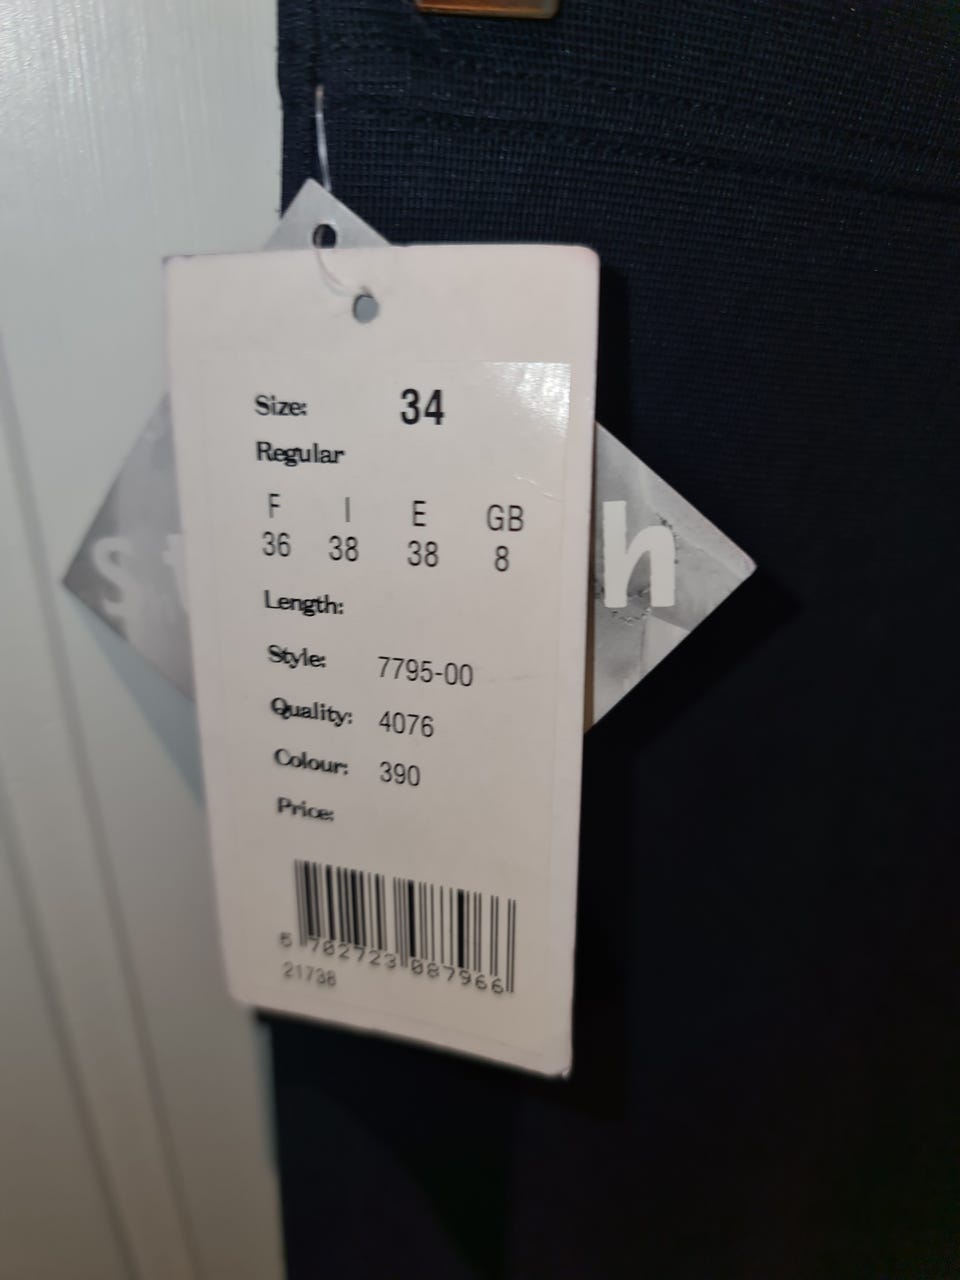 Size: 34
Regular
F I E GB
36 38 38 8
Length:
Style: 7795-00
Quality: 4076
Colour: 390
Price:
5 702723 087966
21738
h